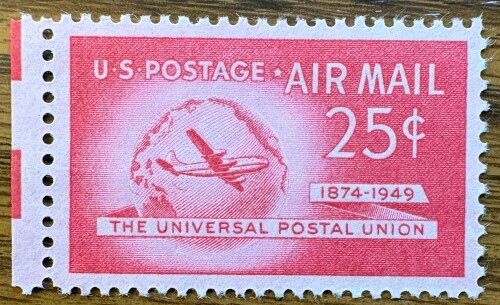 U·S·POSTAGE ★ AIR MAIL
25¢
1874-1949
THE UNIVERSAL POSTAL UNION